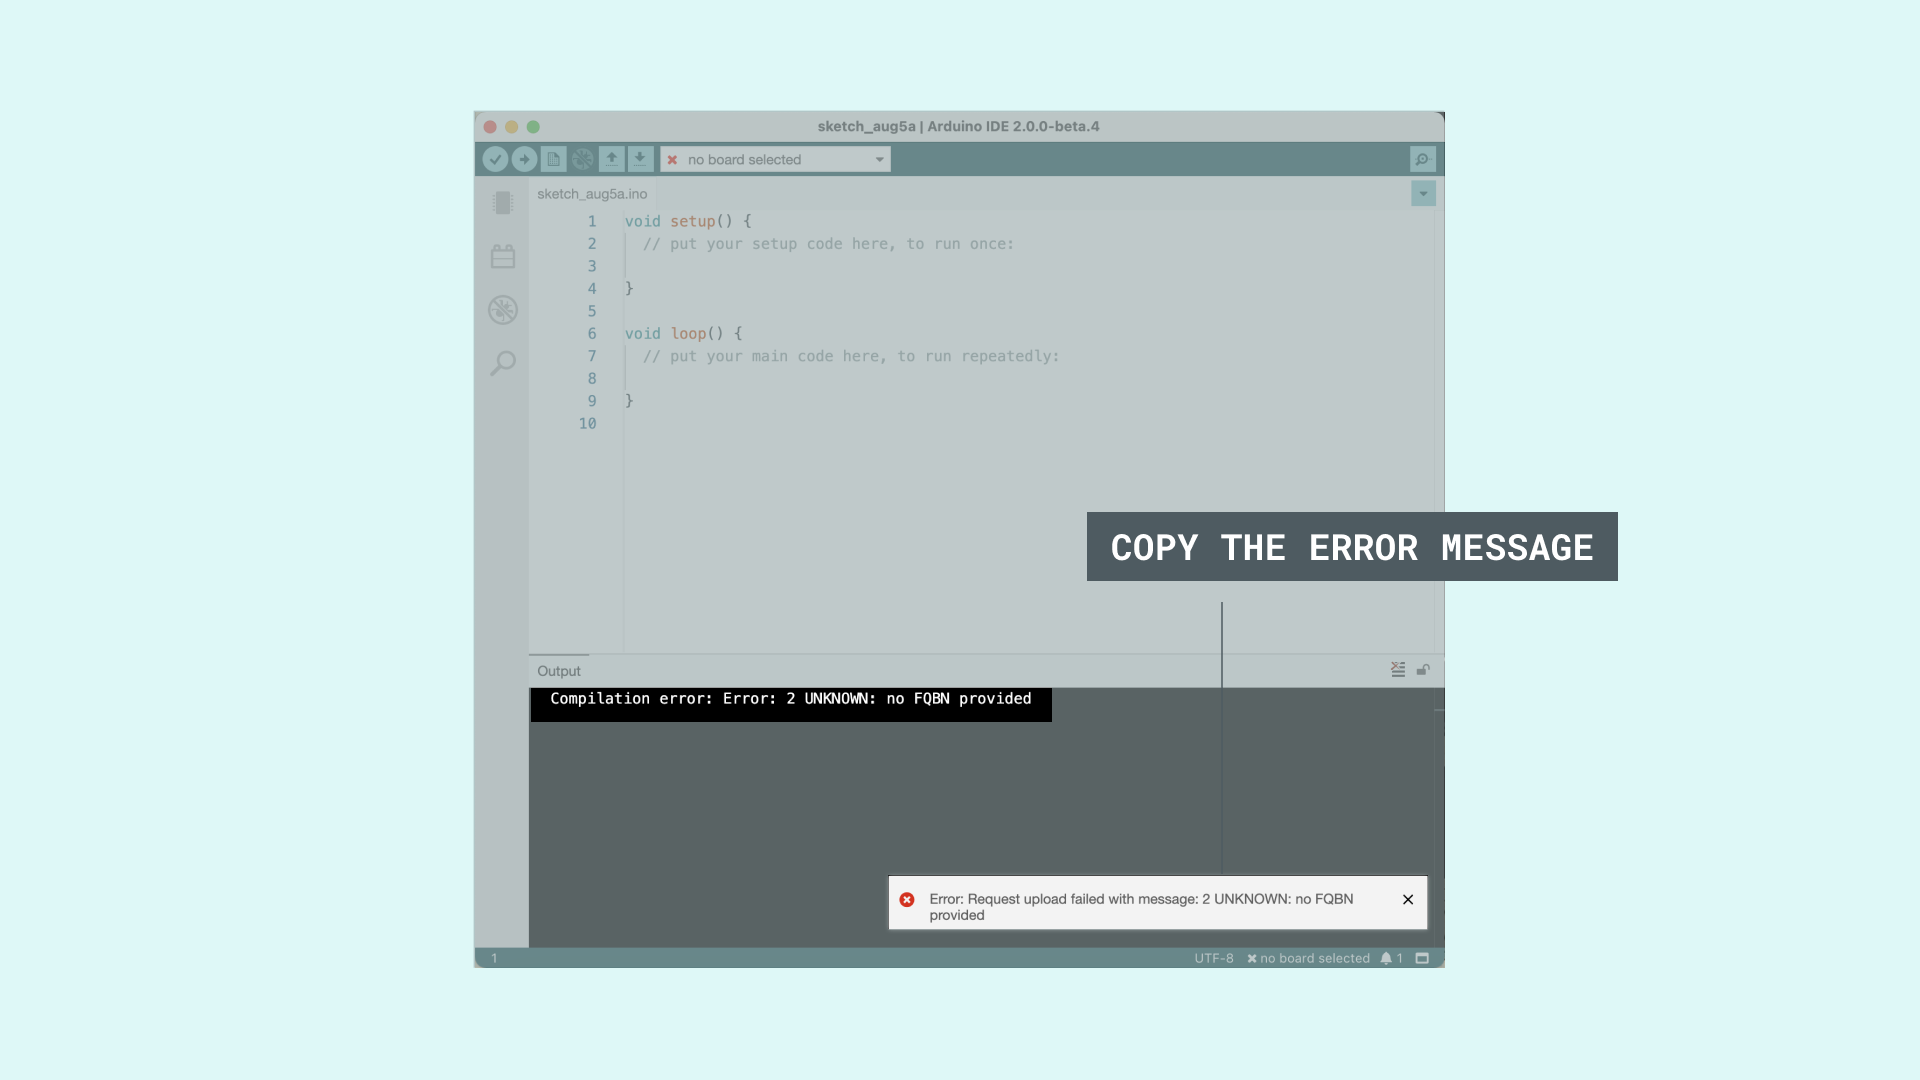 sketch_aug5a | Arduino IDE 2.0.0-beta.4
no board selected
sketch_aug5a.ino
1 void setup() {
2 // put your setup code here, to run once:
3
4 }
5
6 void loop() {
7 // put your main code here, to run repeatedly:
8
9 }
10
COPY THE ERROR MESSAGE
Output
Compilation error: Error: 2 UNKNOWN: no FQBN provided
Error: Request upload failed with message: 2 UNKNOWN: no FQBN
provided
1 UTF-8 no board selected 1